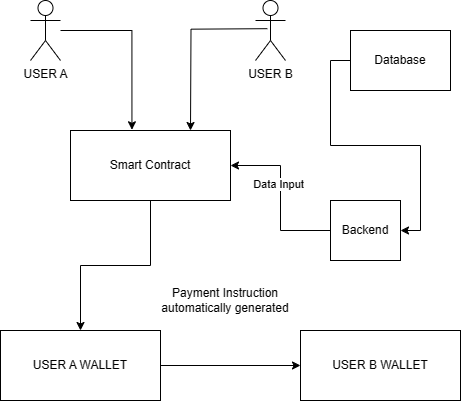 USER A
USER B
Database
Smart Contract
Data Input
Backend
Payment Instruction
automatically generated
USER A WALLET
USER B WALLET